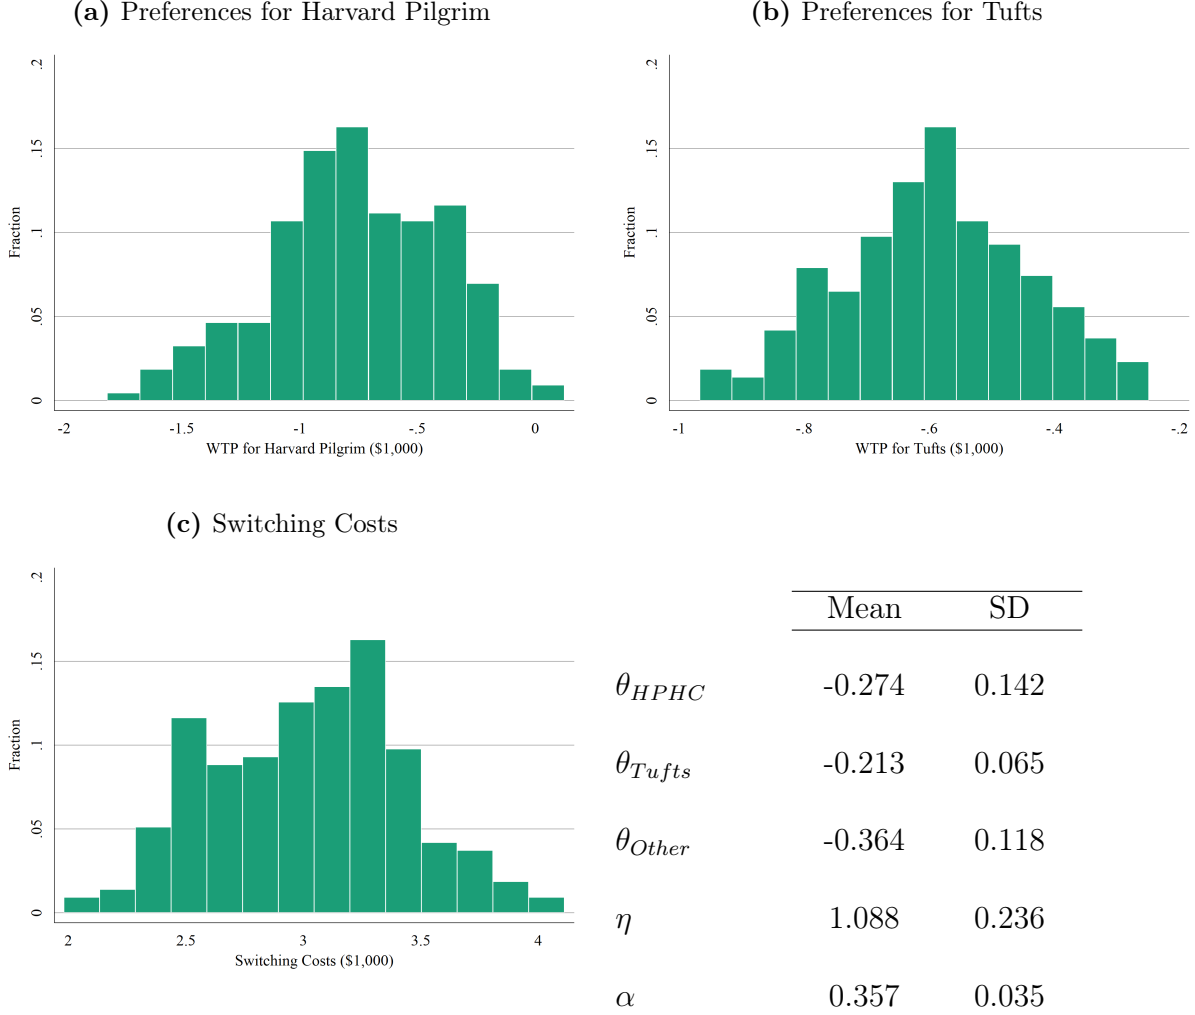 (a) Preferences for Harvard Pilgrim
.2
.15
.1
.05
0
Fraction
-2 -1.5 -1 -.5 0
WTP for Harvard Pilgrim ($1,000)
(b) Preferences for Tufts
.2
.15
.1
.05
0
Fraction
-1 -.8 -.6 -.4 -.2
WTP for Tufts ($1,000)
(c) Switching Costs
.2
.15
.1
.05
0
Fraction
2 2.5 3 3.5 4
Switching Costs ($1,000)
Mean SD
θ_HPHC -0.274 0.142
θ_Tufts -0.213 0.065
θ_Other -0.364 0.118
η 1.088 0.236
α 0.357 0.035